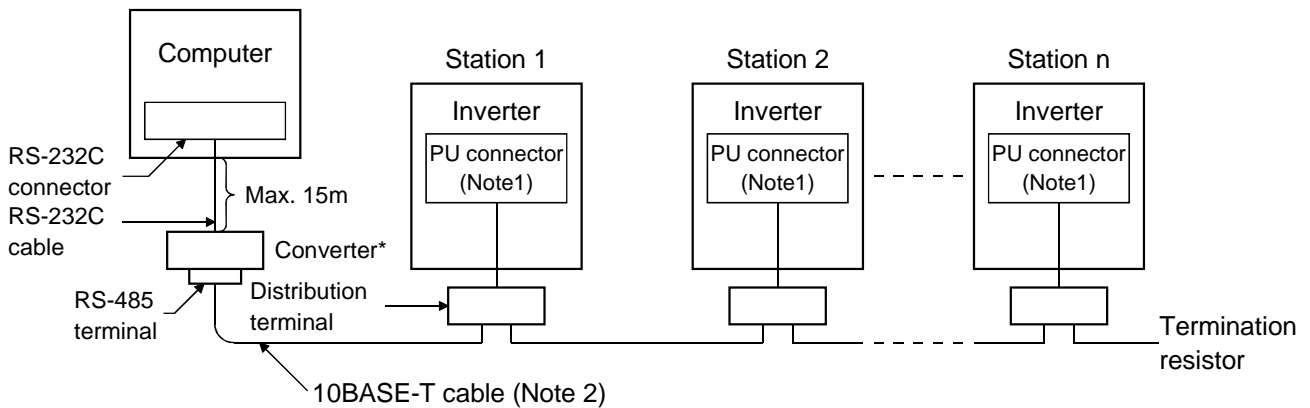 Computer
Station 1
Station 2
Station n
Inverter
Inverter
Inverter
PU connector
(Note1)
PU connector
(Note1)
PU connector
(Note1)
RS-232C
connector
RS-232C
cable
Max. 15m
Converter*
RS-485
terminal
Distribution
terminal
Termination
resistor
10BASE-T cable (Note 2)